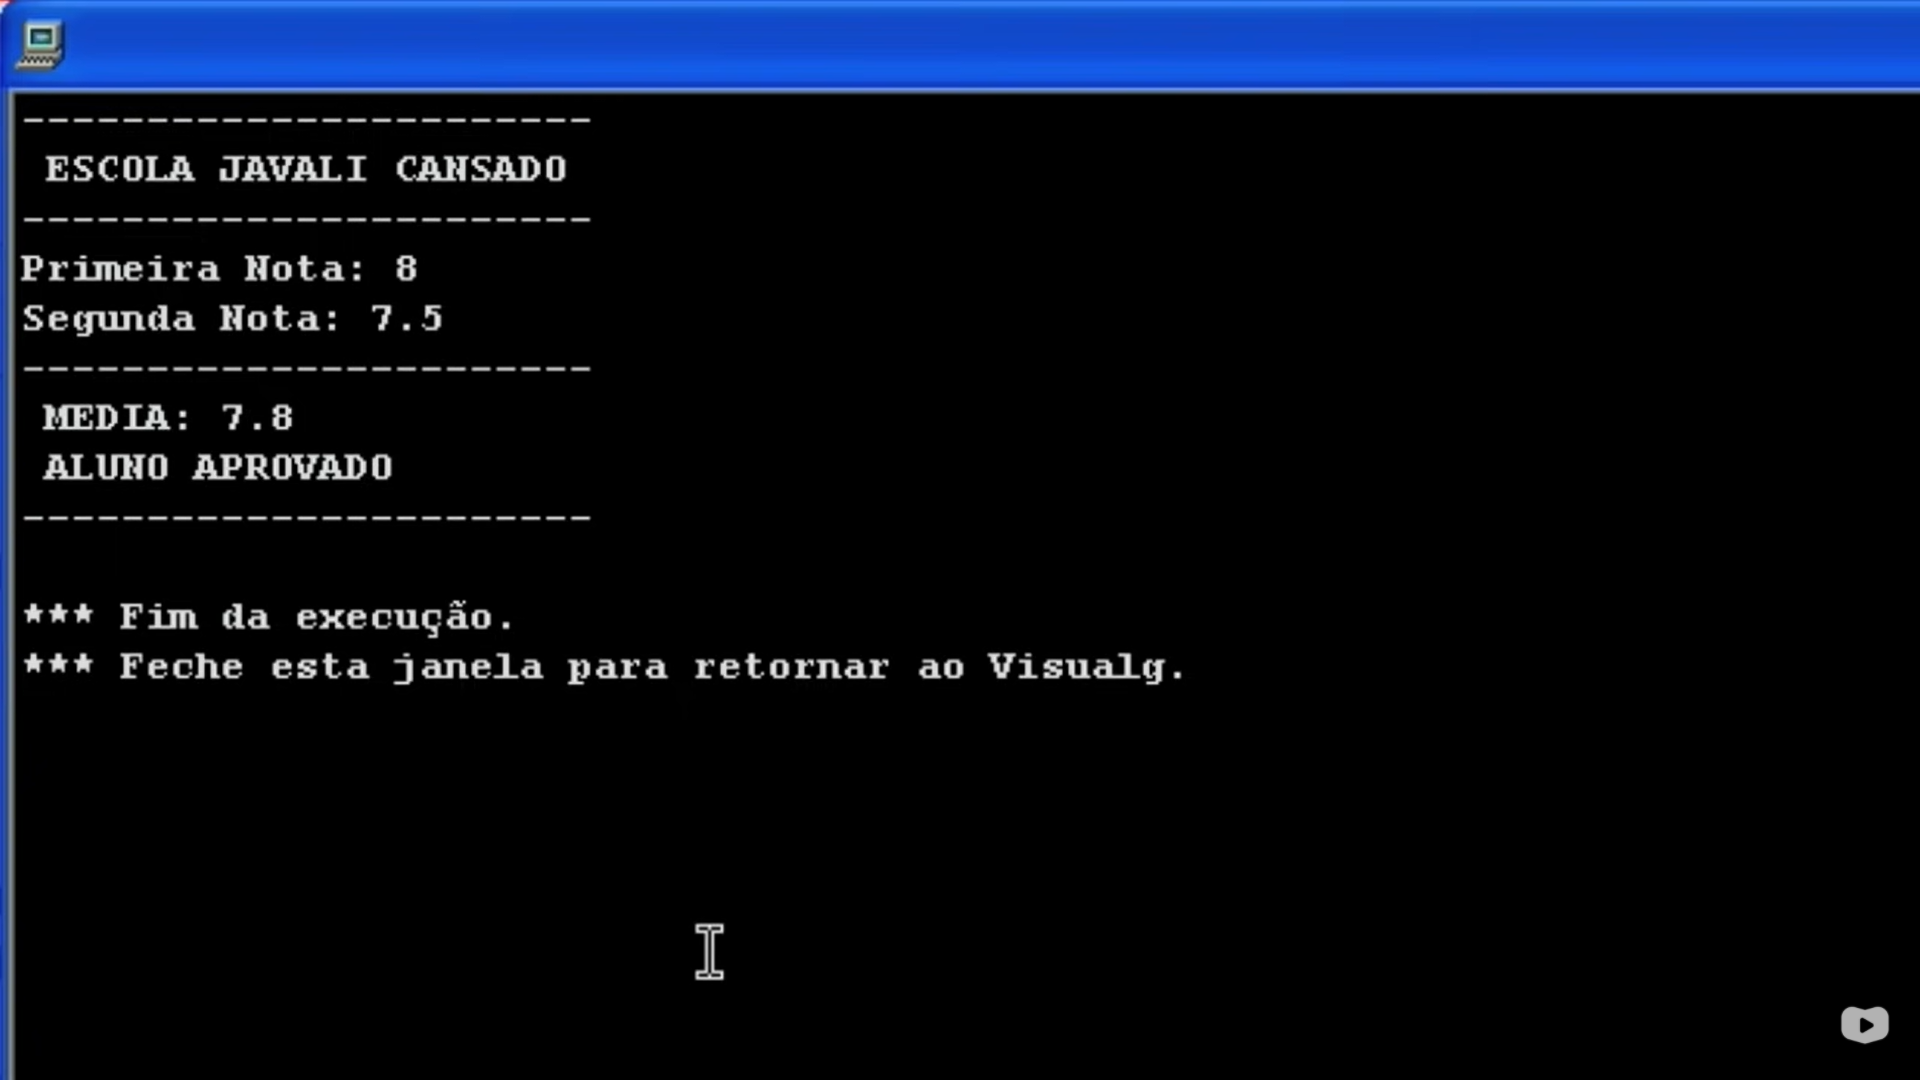 -----------------------
ESCOLA JAVALI CANSADO
-----------------------
Primeira Nota: 8
Segunda Nota: 7.5
-----------------------
MEDIA: 7.8
ALUNO APROVADO
-----------------------
*** Fim da execução.
*** Feche esta janela para retornar ao Visualg.